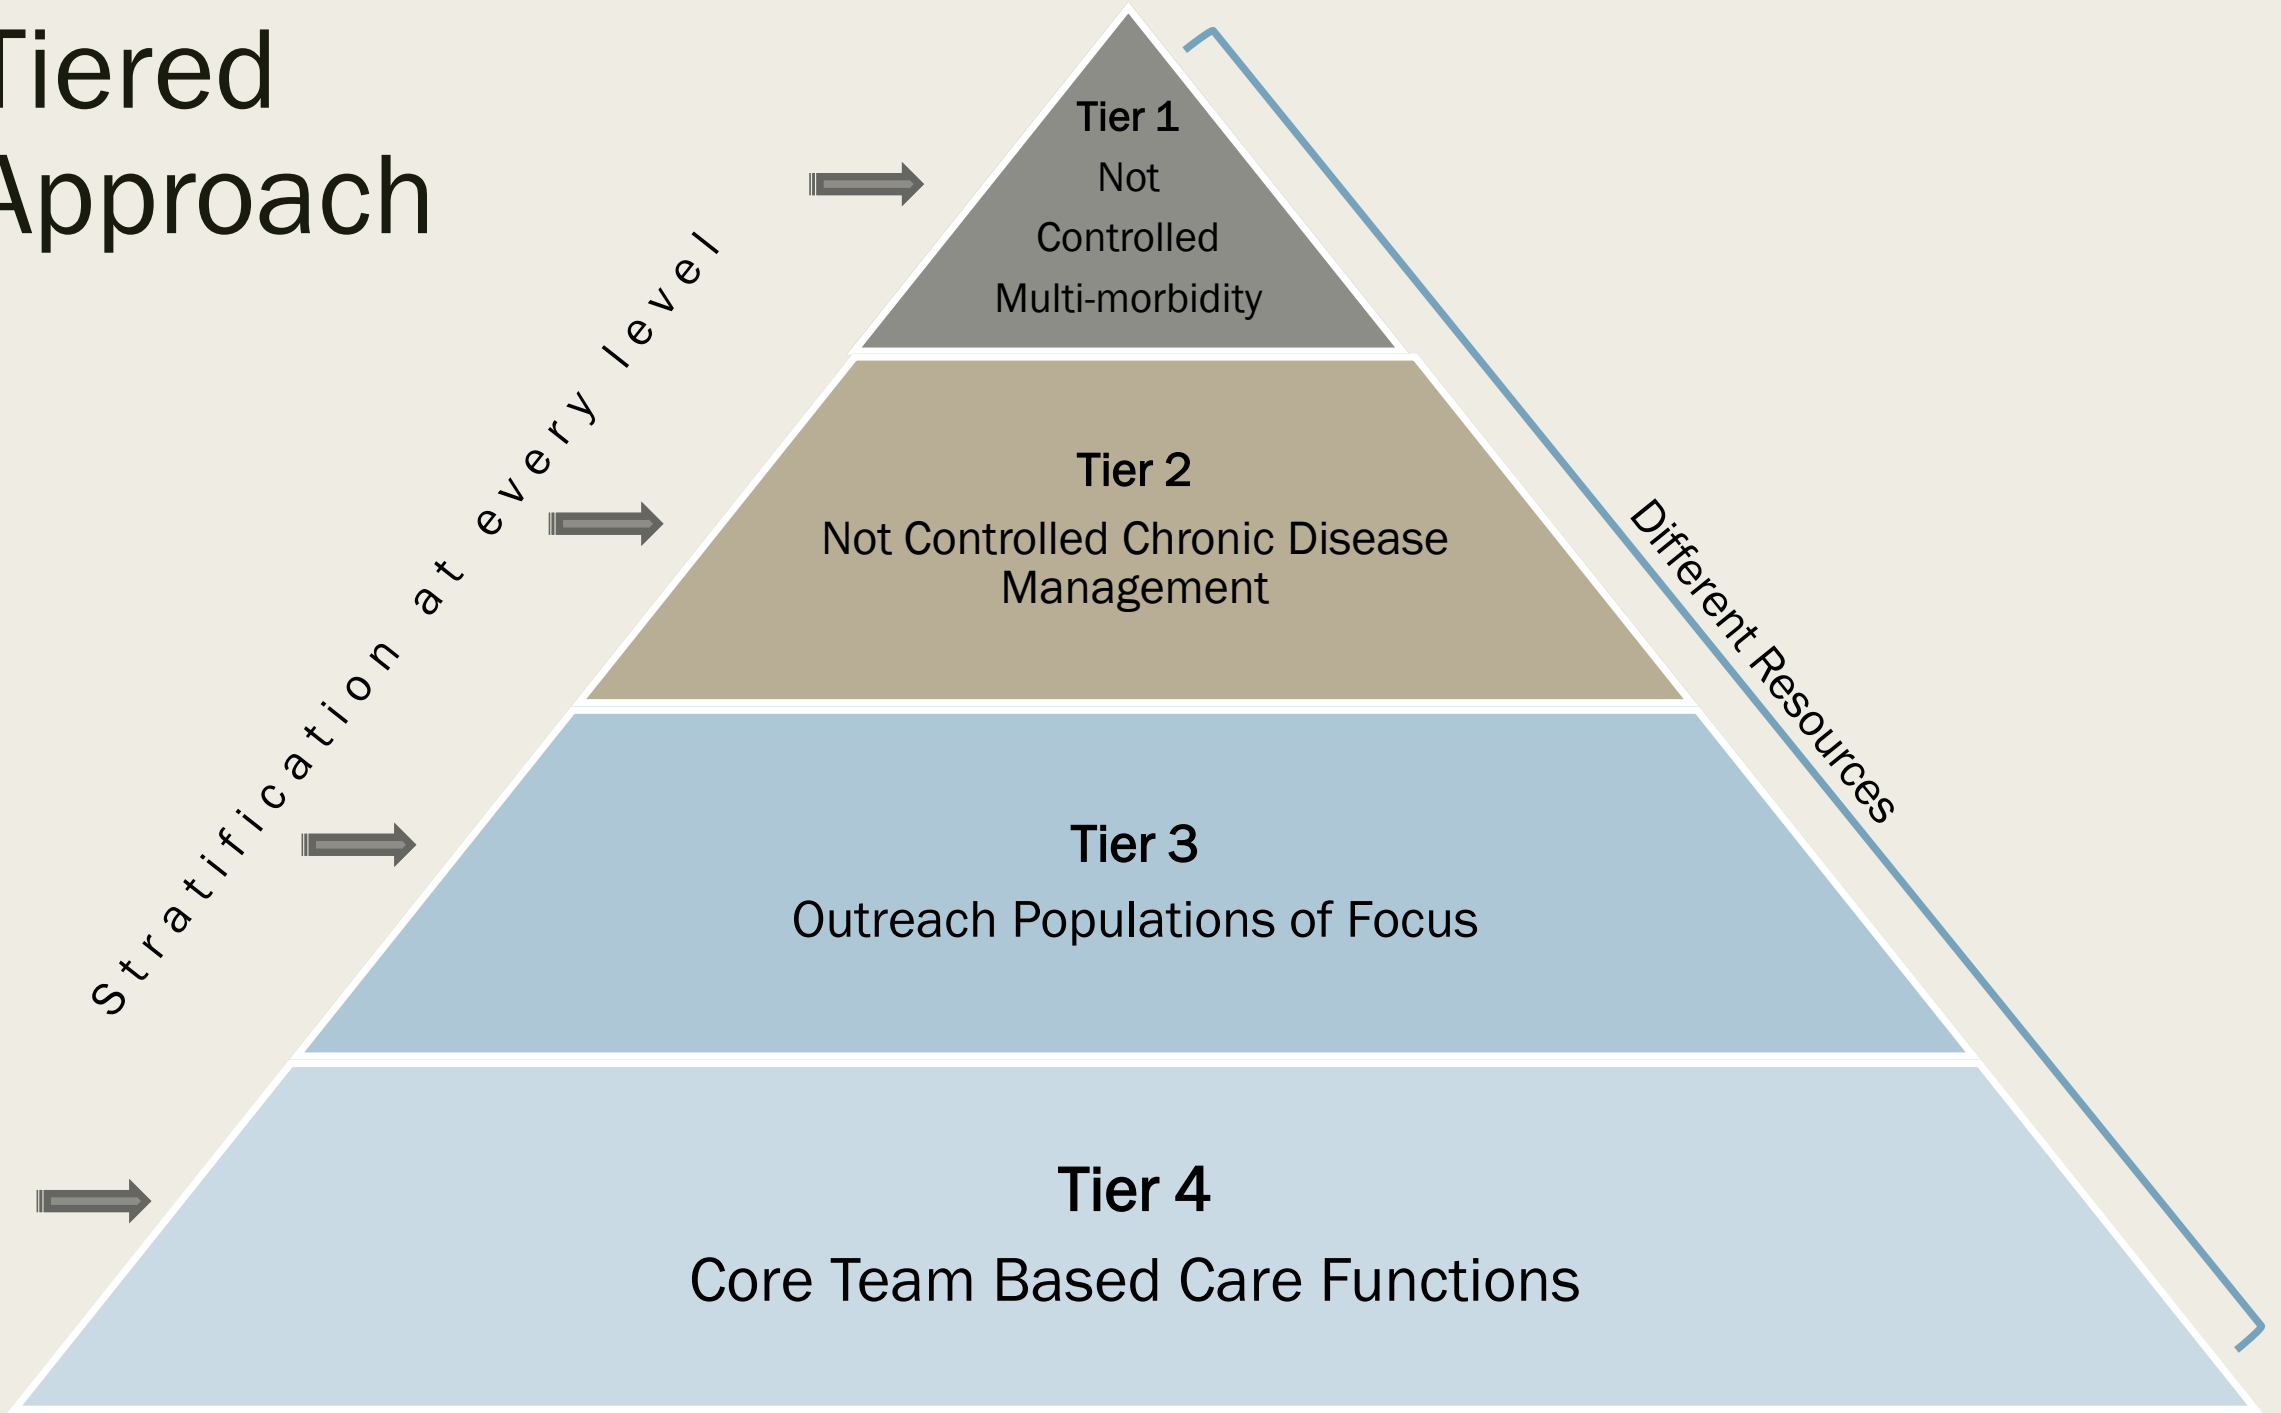 Tiered
Approach
Stratification at every level
Tier 1
Not
Controlled
Multi-morbidity
Tier 2
Not Controlled Chronic Disease
Management
Tier 3
Outreach Populations of Focus
Tier 4
Core Team Based Care Functions
Different Resources